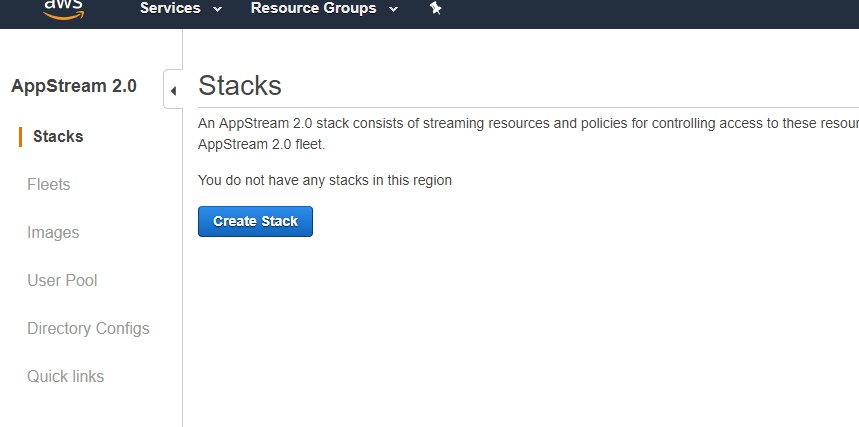 aws
Services
Resource Groups
AppStream 2.0
Stacks
Fleets
Images
User Pool
Directory Configs
Quick links
Stacks
An AppStream 2.0 stack consists of streaming resources and policies for controlling access to these resour
AppStream 2.0 fleet.
You do not have any stacks in this region
Create Stack